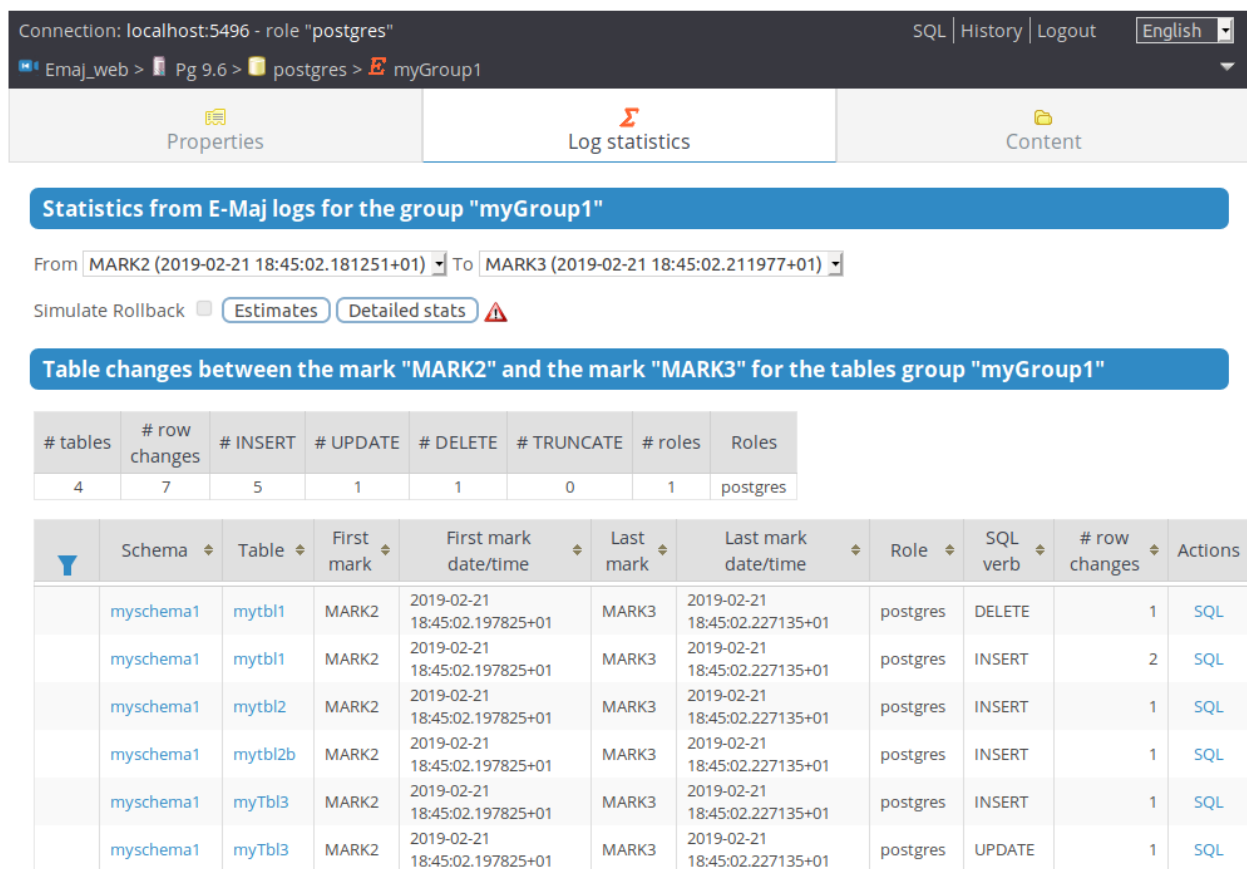 Connection: localhost:5496 - role "postgres" SQL | History | Logout English
Emaj_web > Pg 9.6 > postgres > E myGroup1
Properties Log statistics Content
Statistics from E-Maj logs for the group "myGroup1"
From MARK2 (2019-02-21 18:45:02.181251+01) To MARK3 (2019-02-21 18:45:02.211977+01)
Simulate Rollback Estimates Detailed stats
Table changes between the mark "MARK2" and the mark "MARK3" for the tables group "myGroup1"
# tables # row changes # INSERT # UPDATE # DELETE # TRUNCATE # roles Roles
4 7 5 1 1 0 1 postgres
Schema Table First mark First mark date/time Last mark Last mark date/time Role SQL verb # row changes Actions
myschema1 mytbl1 MARK2 2019-02-21 18:45:02.197825+01 MARK3 2019-02-21 18:45:02.227135+01 postgres DELETE 1 SQL
myschema1 mytbl1 MARK2 2019-02-21 18:45:02.197825+01 MARK3 2019-02-21 18:45:02.227135+01 postgres INSERT 2 SQL
myschema1 mytbl2 MARK2 2019-02-21 18:45:02.197825+01 MARK3 2019-02-21 18:45:02.227135+01 postgres INSERT 1 SQL
myschema1 mytbl2b MARK2 2019-02-21 18:45:02.197825+01 MARK3 2019-02-21 18:45:02.227135+01 postgres INSERT 1 SQL
myschema1 myTbl3 MARK2 2019-02-21 18:45:02.197825+01 MARK3 2019-02-21 18:45:02.227135+01 postgres INSERT 1 SQL
myschema1 myTbl3 MARK2 2019-02-21 18:45:02.197825+01 MARK3 2019-02-21 18:45:02.227135+01 postgres UPDATE 1 SQL